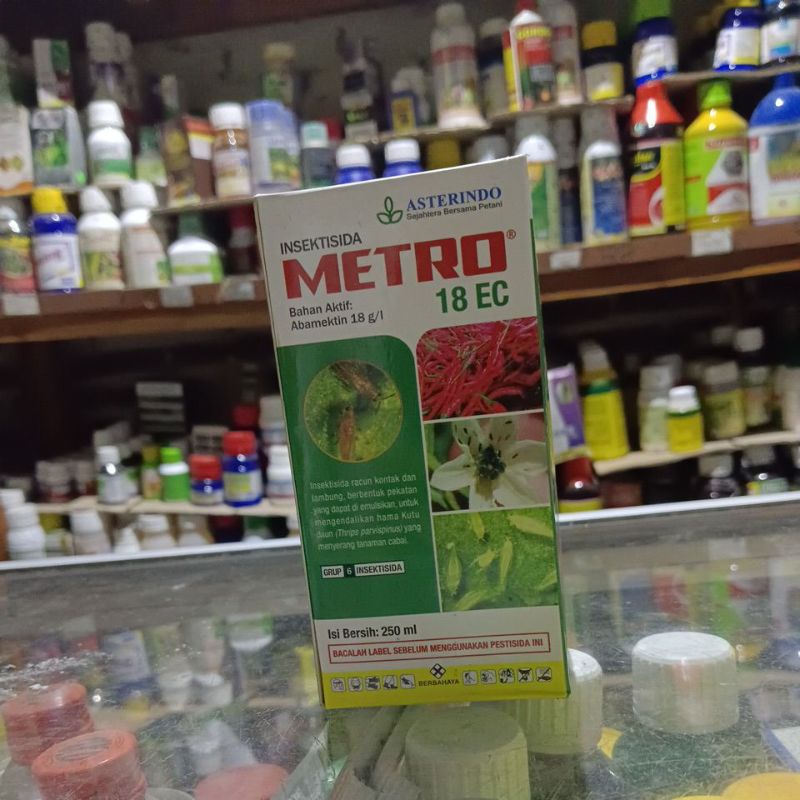 ASTERINDO
Sejahtera Bersama Petani
INSEKTISIDA
METRO®
18 EC
Bahan Aktif:
Abamektin 18 g/l
Insektisida racun kontak dan
lambung, berbentuk pekatan
yang dapat di emulsikan, untuk
mengendalikan hama Kutu
daun (Thrips parvispinus) yang
menyerang tanaman cabai.
GRUP 6 INSEKTISIDA
Isi Bersih: 250 ml
BACALAH LABEL SEBELUM MENGGUNAKAN PESTISIDA INI
BERBAHAYA